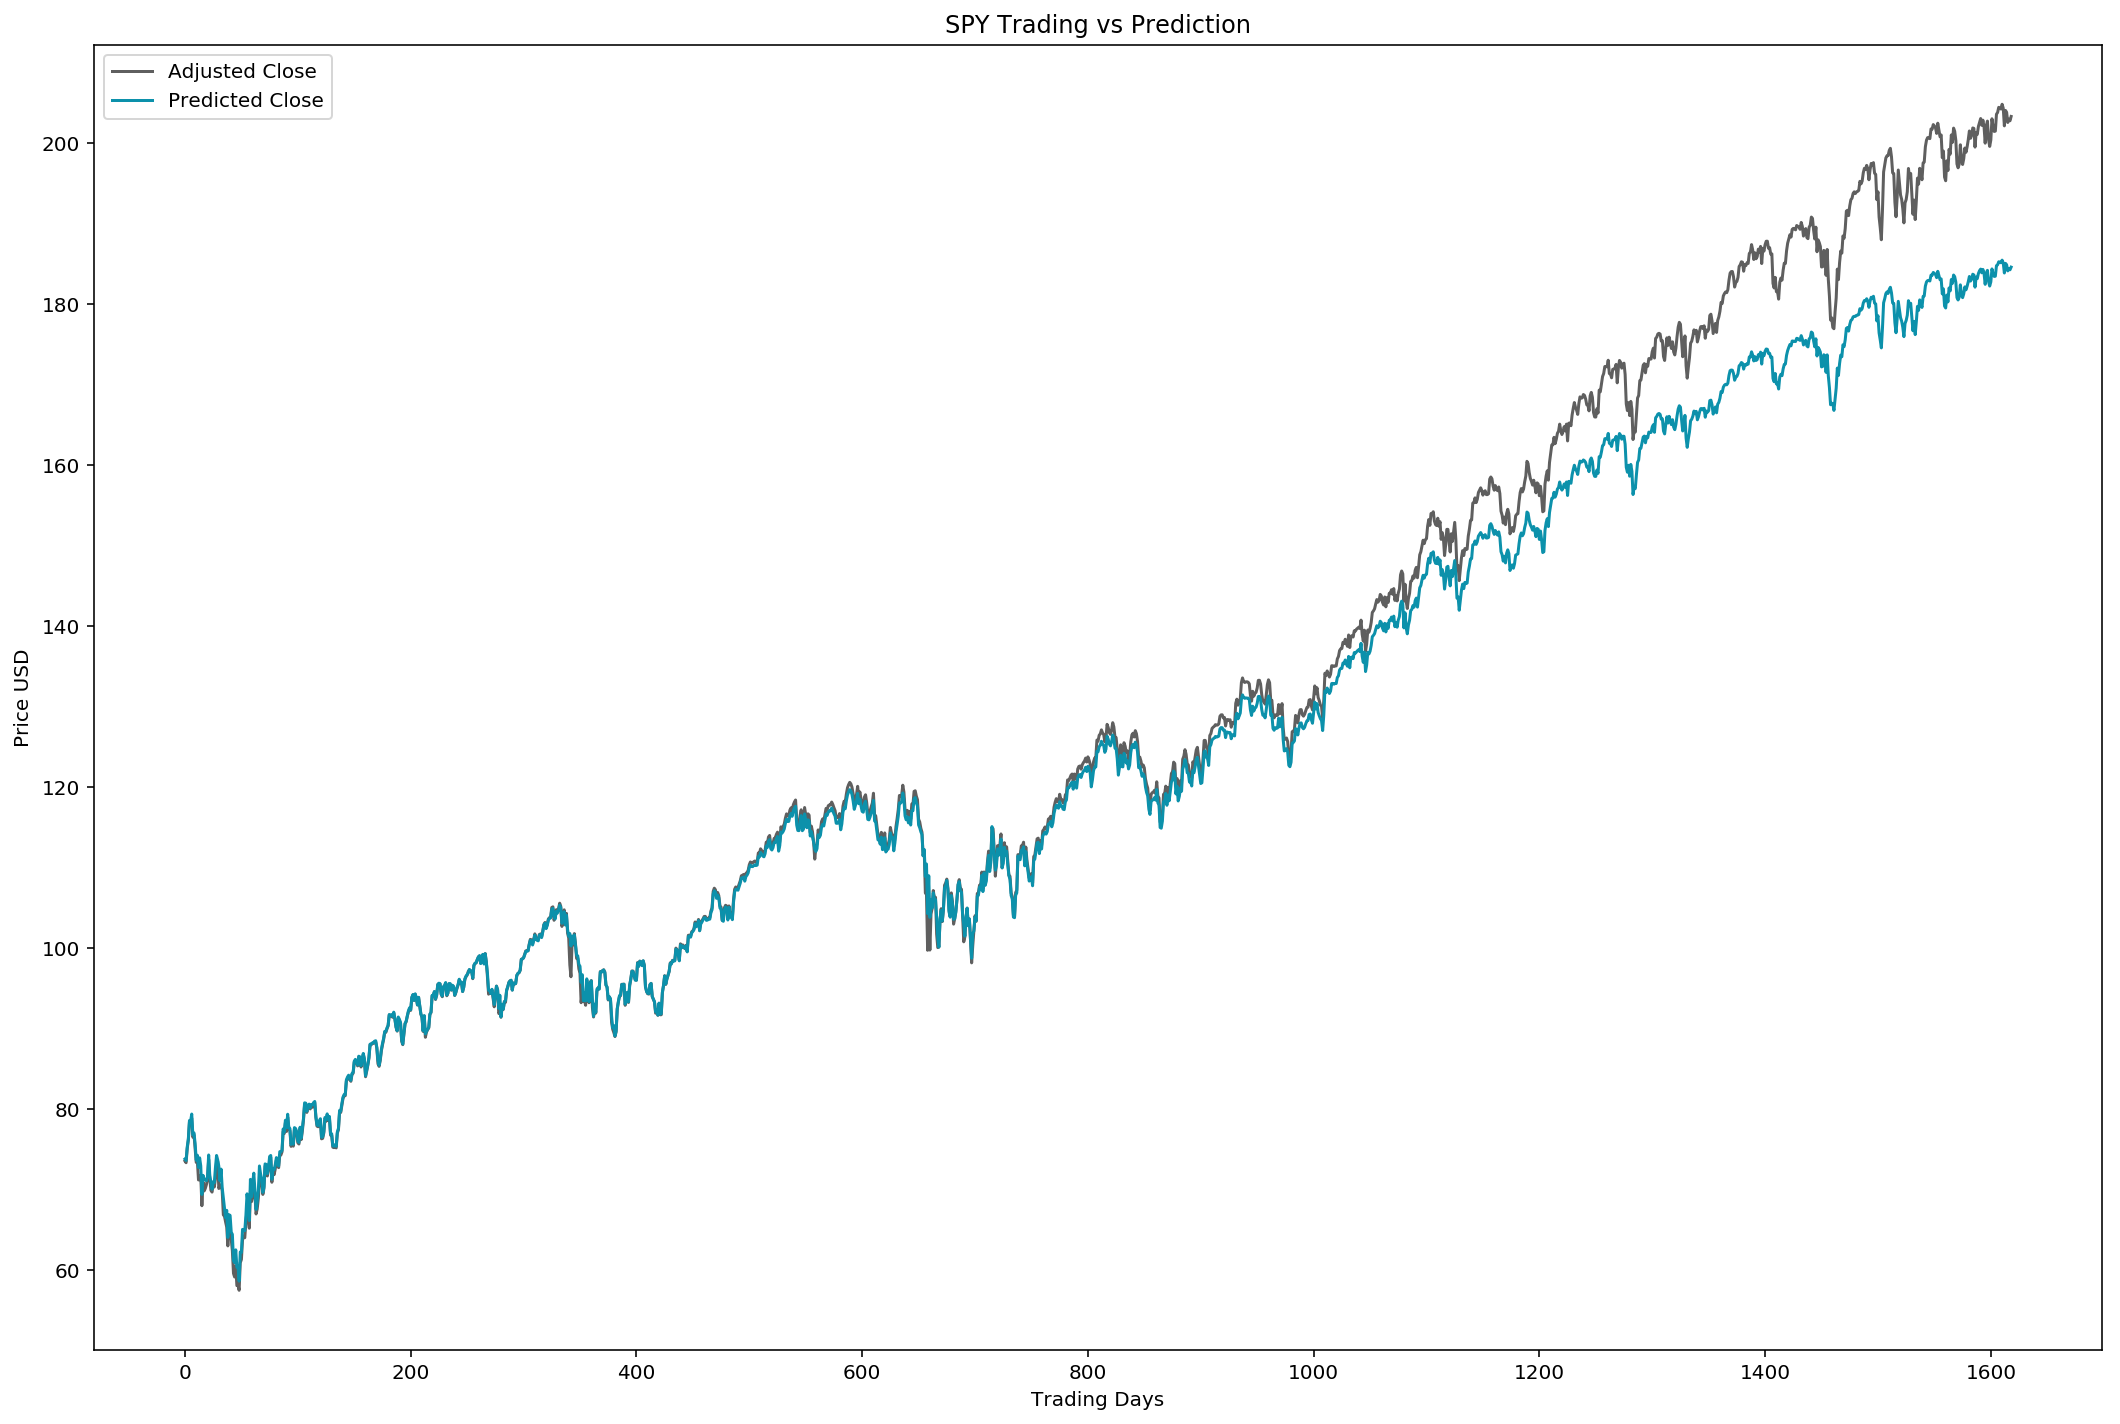 SPY Trading vs Prediction
Adjusted Close
Predicted Close
Price USD
200
180
160
140
120
100
80
60
0 200 400 600 800 1000 1200 1400 1600
Trading Days